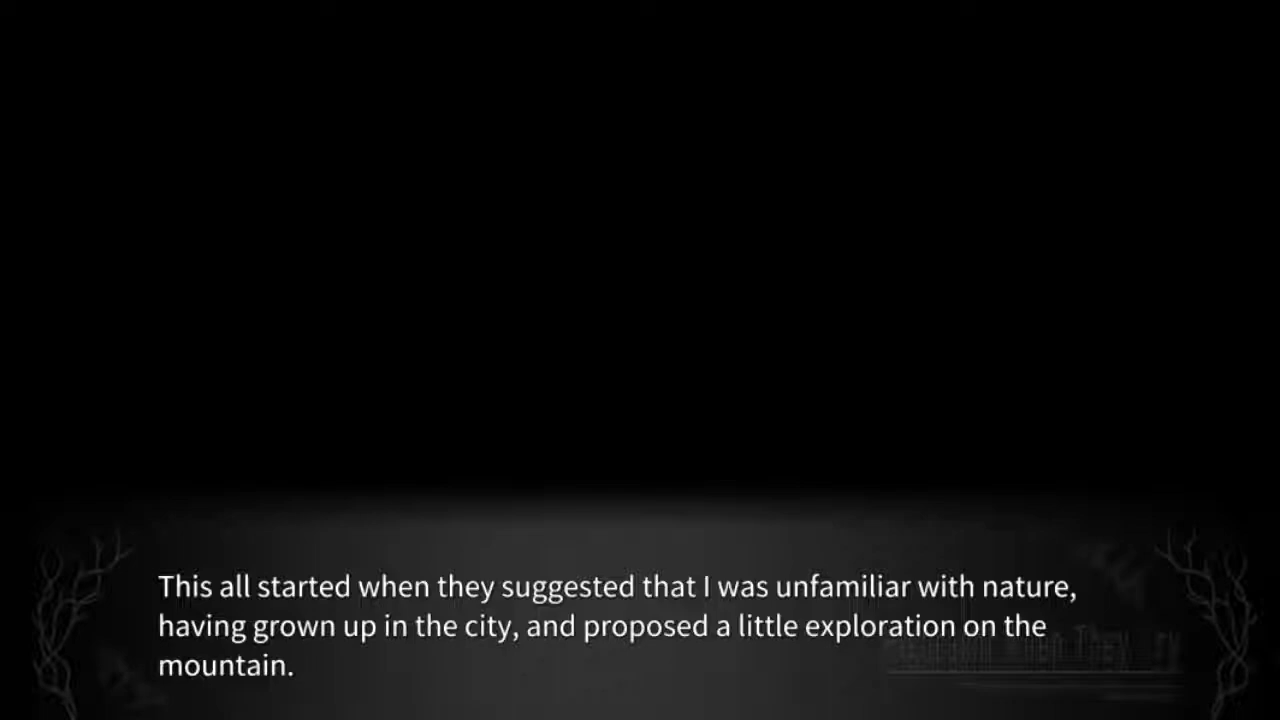 This all started when they suggested that I was unfamiliar with nature,
having grown up in the city, and proposed a little exploration on the
mountain.